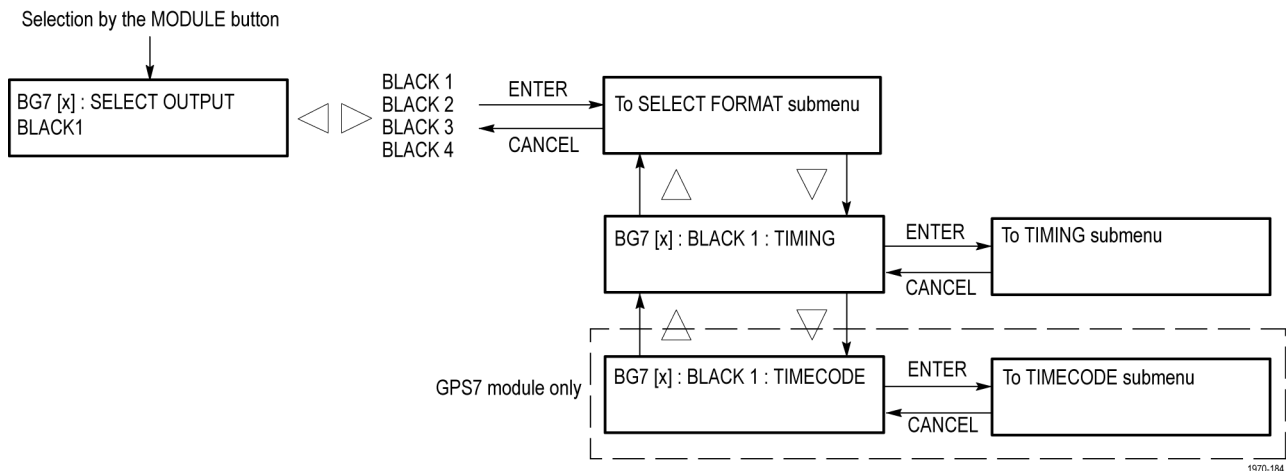 Selection by the MODULE button
BG7 [x] : SELECT OUTPUT
BLACK1
BLACK 1
BLACK 2
BLACK 3
BLACK 4
ENTER
CANCEL
To SELECT FORMAT submenu
BG7 [x] : BLACK 1 : TIMING
ENTER
CANCEL
To TIMING submenu
GPS7 module only
BG7 [x] : BLACK 1 : TIMECODE
ENTER
CANCEL
To TIMECODE submenu
1970-184